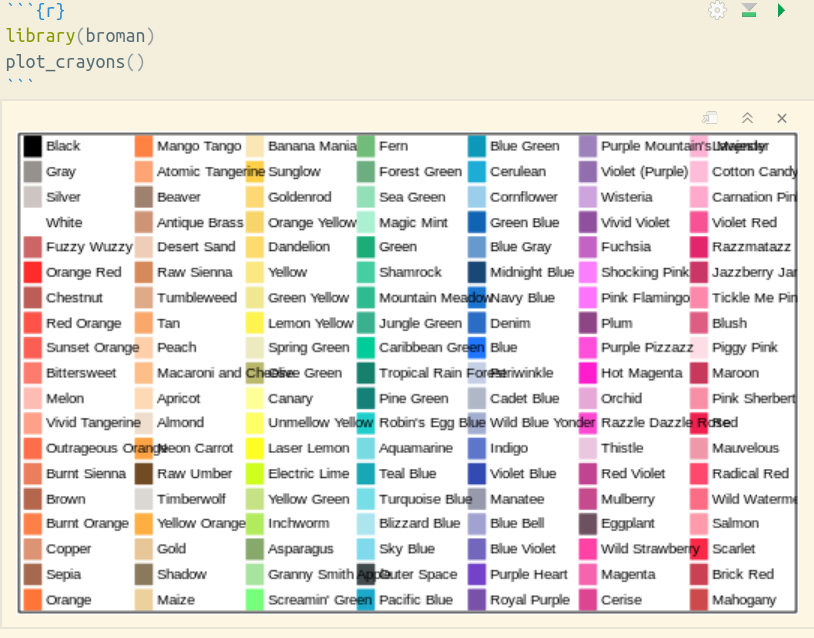 ```{r}
library(broman)
plot_crayons()
```
Black Mango Tango Banana Mania Fern Blue Green Purple Mountain's Majesty Lavender
Gray Atomic Tangerine Sunglow Forest Green Cerulean Violet (Purple) Cotton Candy
Silver Beaver Goldenrod Sea Green Cornflower Wisteria Carnation Pin
White Antique Brass Orange Yellow Magic Mint Green Blue Vivid Violet Violet Red
Fuzzy Wuzzy Desert Sand Dandelion Green Blue Gray Fuchsia Razzmatazz
Orange Red Raw Sienna Yellow Shamrock Midnight Blue Shocking Pink Jazzberry Jar
Chestnut Tumbleweed Green Yellow Mountain Meadow Navy Blue Pink Flamingo Tickle Me Pin
Red Orange Tan Lemon Yellow Jungle Green Denim Plum Blush
Sunset Orange Peach Spring Green Caribbean Green Blue Purple Pizzazz Piggy Pink
Bittersweet Macaroni and Cheese Olive Green Tropical Rain Forest Periwinkle Hot Magenta Maroon
Melon Apricot Canary Pine Green Cadet Blue Orchid Pink Sherbert
Vivid Tangerine Almond Unmellow Yellow Robin's Egg Blue Wild Blue Yonder Razzle Dazzle Rose Red
Outrageous Orange Neon Carrot Laser Lemon Aquamarine Indigo Thistle Mauvelous
Burnt Sienna Raw Umber Electric Lime Teal Blue Violet Blue Red Violet Radical Red
Brown Timberwolf Yellow Green Turquoise Blue Manatee Mulberry Wild Waterme
Burnt Orange Yellow Orange Inchworm Blizzard Blue Blue Bell Eggplant Salmon
Copper Gold Asparagus Sky Blue Blue Violet Wild Strawberry Scarlet
Sepia Shadow Granny Smith Apple Outer Space Purple Heart Magenta Brick Red
Orange Maize Screamin' Green Pacific Blue Royal Purple Cerise Mahogany